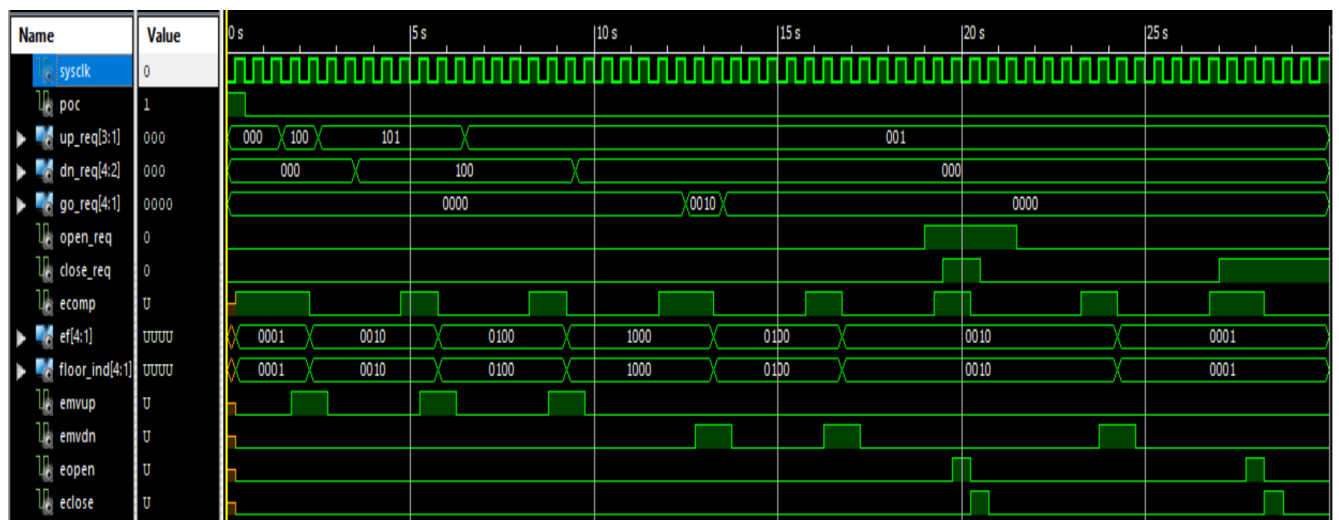 Name Value 0 s 5 s 10 s 15 s 20 s 25 s
sysclk 0
poc 1
up_req[3:1] 000 000 100 101 001
dn_req[4:2] 000 000 100 000
go_req[4:1] 0000 0000 0010 0000
open_req 0
close_req 0
ecomp U
ef[4:1] UUUU 0001 0010 0100 1000 0100 0010 0001
floor_ind[4:1] UUUU 0001 0010 0100 1000 0100 0010 0001
emvup U
emvdn U
eopen U
eclose U